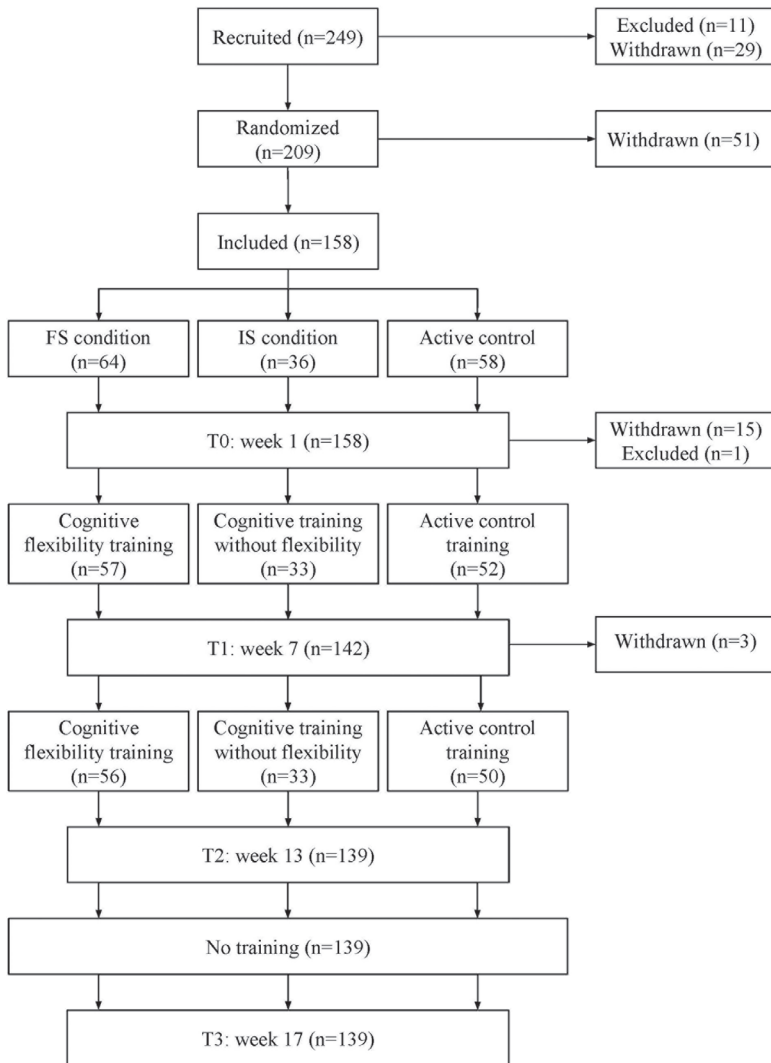 Recruited (n=249)
Excluded (n=11)
Withdrawn (n=29)
Randomized
(n=209)
Withdrawn (n=51)
Included (n=158)
FS condition
(n=64)
IS condition
(n=36)
Active control
(n=58)
T0: week 1 (n=158)
Withdrawn (n=15)
Excluded (n=1)
Cognitive
flexibility training
(n=57)
Cognitive training
without flexibility
(n=33)
Active control
training
(n=52)
T1: week 7 (n=142)
Withdrawn (n=3)
Cognitive
flexibility training
(n=56)
Cognitive training
without flexibility
(n=33)
Active control
training
(n=50)
T2: week 13 (n=139)
No training (n=139)
T3: week 17 (n=139)